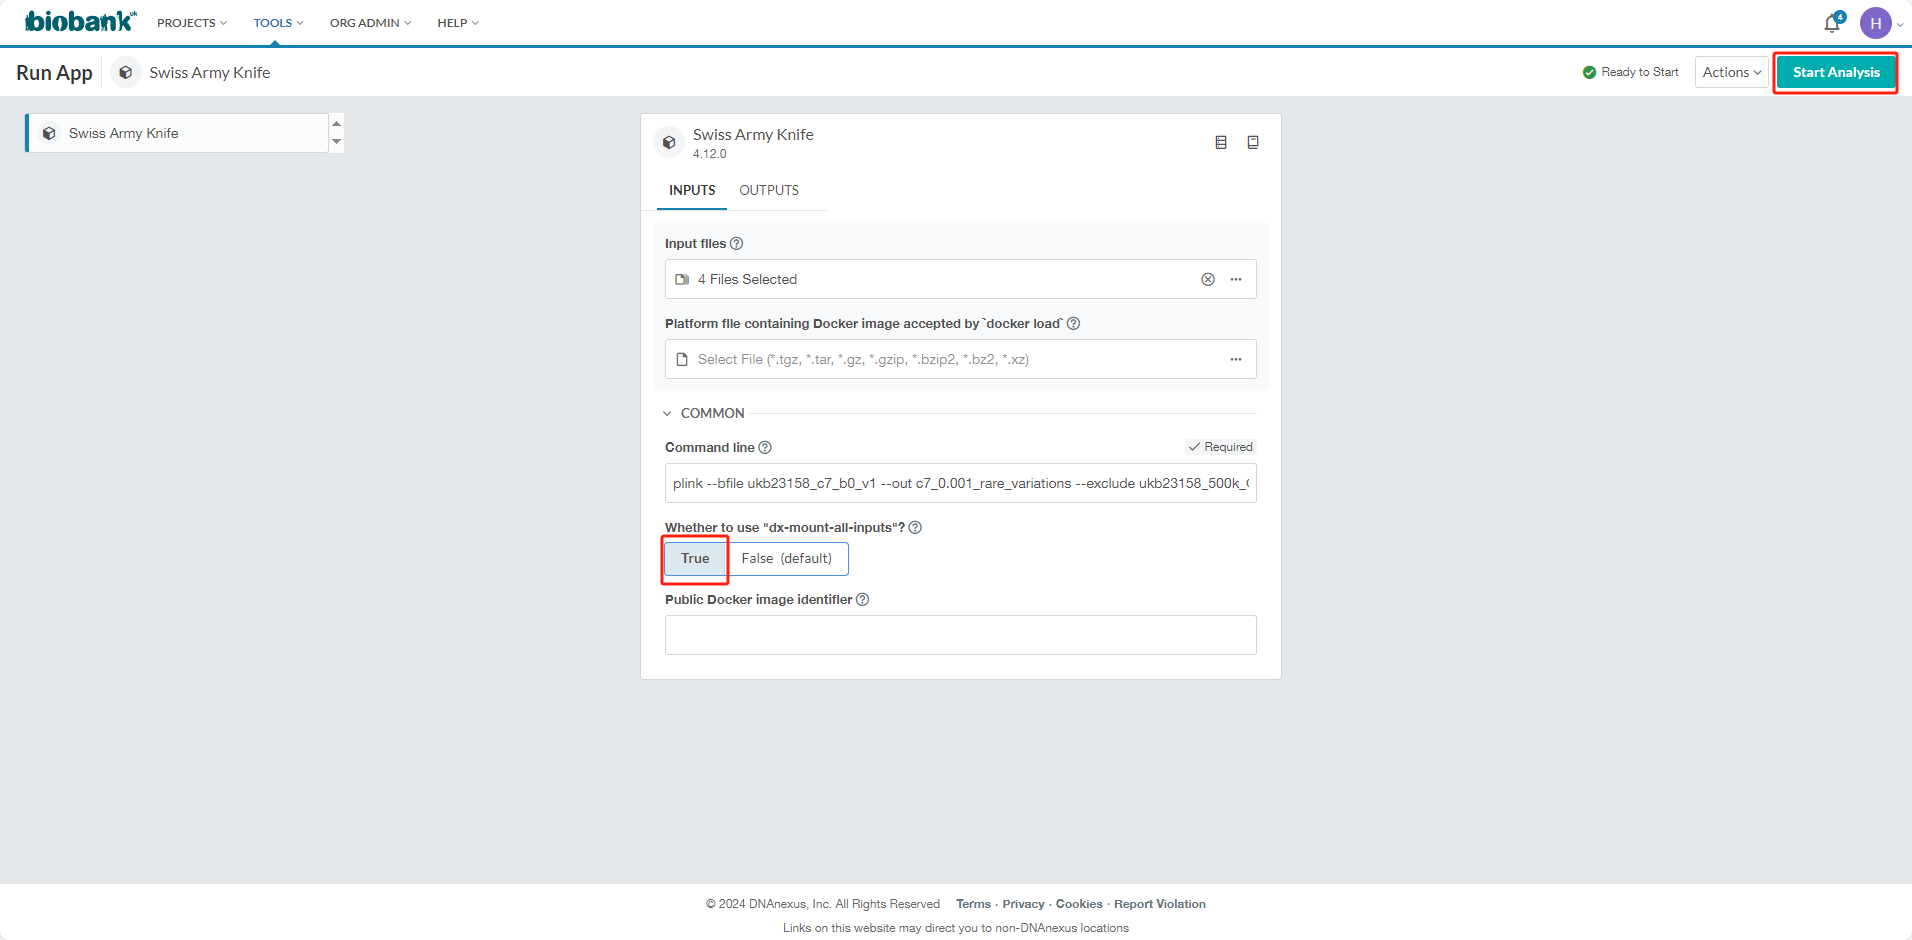 biobank uk PROJECTS TOOLS ORG ADMIN HELP 4 H
Run App Swiss Army Knife Ready to Start Actions Start Analysis
Swiss Army Knife
Swiss Army Knife
4.12.0
INPUTS OUTPUTS
Input files
4 Files Selected
Platform file containing Docker image accepted by `docker load`
Select File (*.tgz, *.tar, *.gz, *.gzip, *.bzip2, *.bz2, *.xz)
COMMON
Command line Required
plink --bfile ukb23158_c7_b0_v1 --out c7_0.001_rare_variations --exclude ukb23158_500k_
Whether to use "dx-mount-all-inputs"?
True False (default)
Public Docker image identifier
© 2024 DNAnexus, Inc. All Rights Reserved Terms · Privacy · Cookies · Report Violation
Links on this website may direct you to non-DNAnexus locations